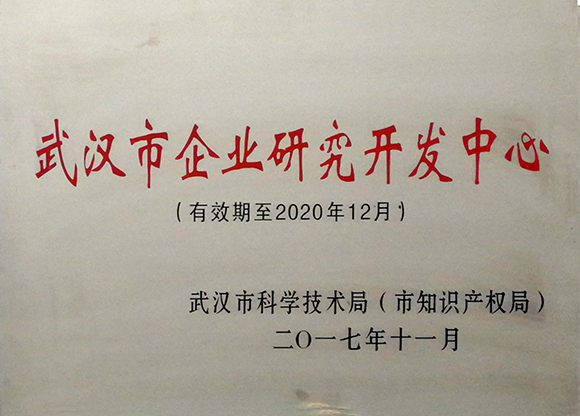 武汉市企业研究开发中心
（有效期至2020年12月）
武汉市科学技术局（市知识产权局）
二〇一七年十一月